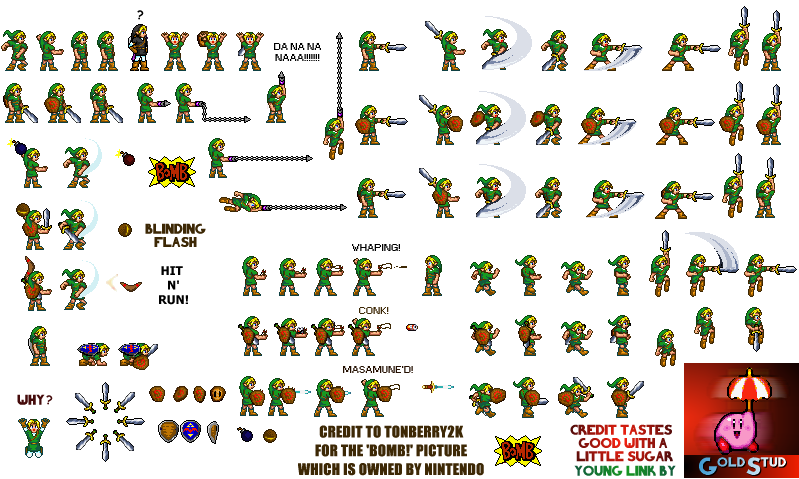 ?
DA NA NA
NAAA!!!!!!!
BOMB
BLINDING
FLASH
WHAPING!
HIT
N'
RUN!
CONK!
MASAMUNE'D!
WHY?
CREDIT TO TONBERRY2K
FOR THE 'BOMB!' PICTURE
WHICH IS OWNED BY NINTENDO
BOMB
CREDIT TASTES
GOOD WITH A
LITTLE SUGAR
YOUNG LINK BY
GOLD STUD